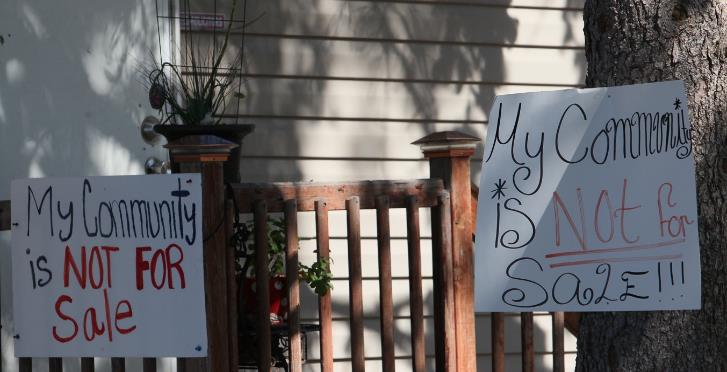 My Community
is NOT FOR
Sale
My Community
is Not for
SalE!!!